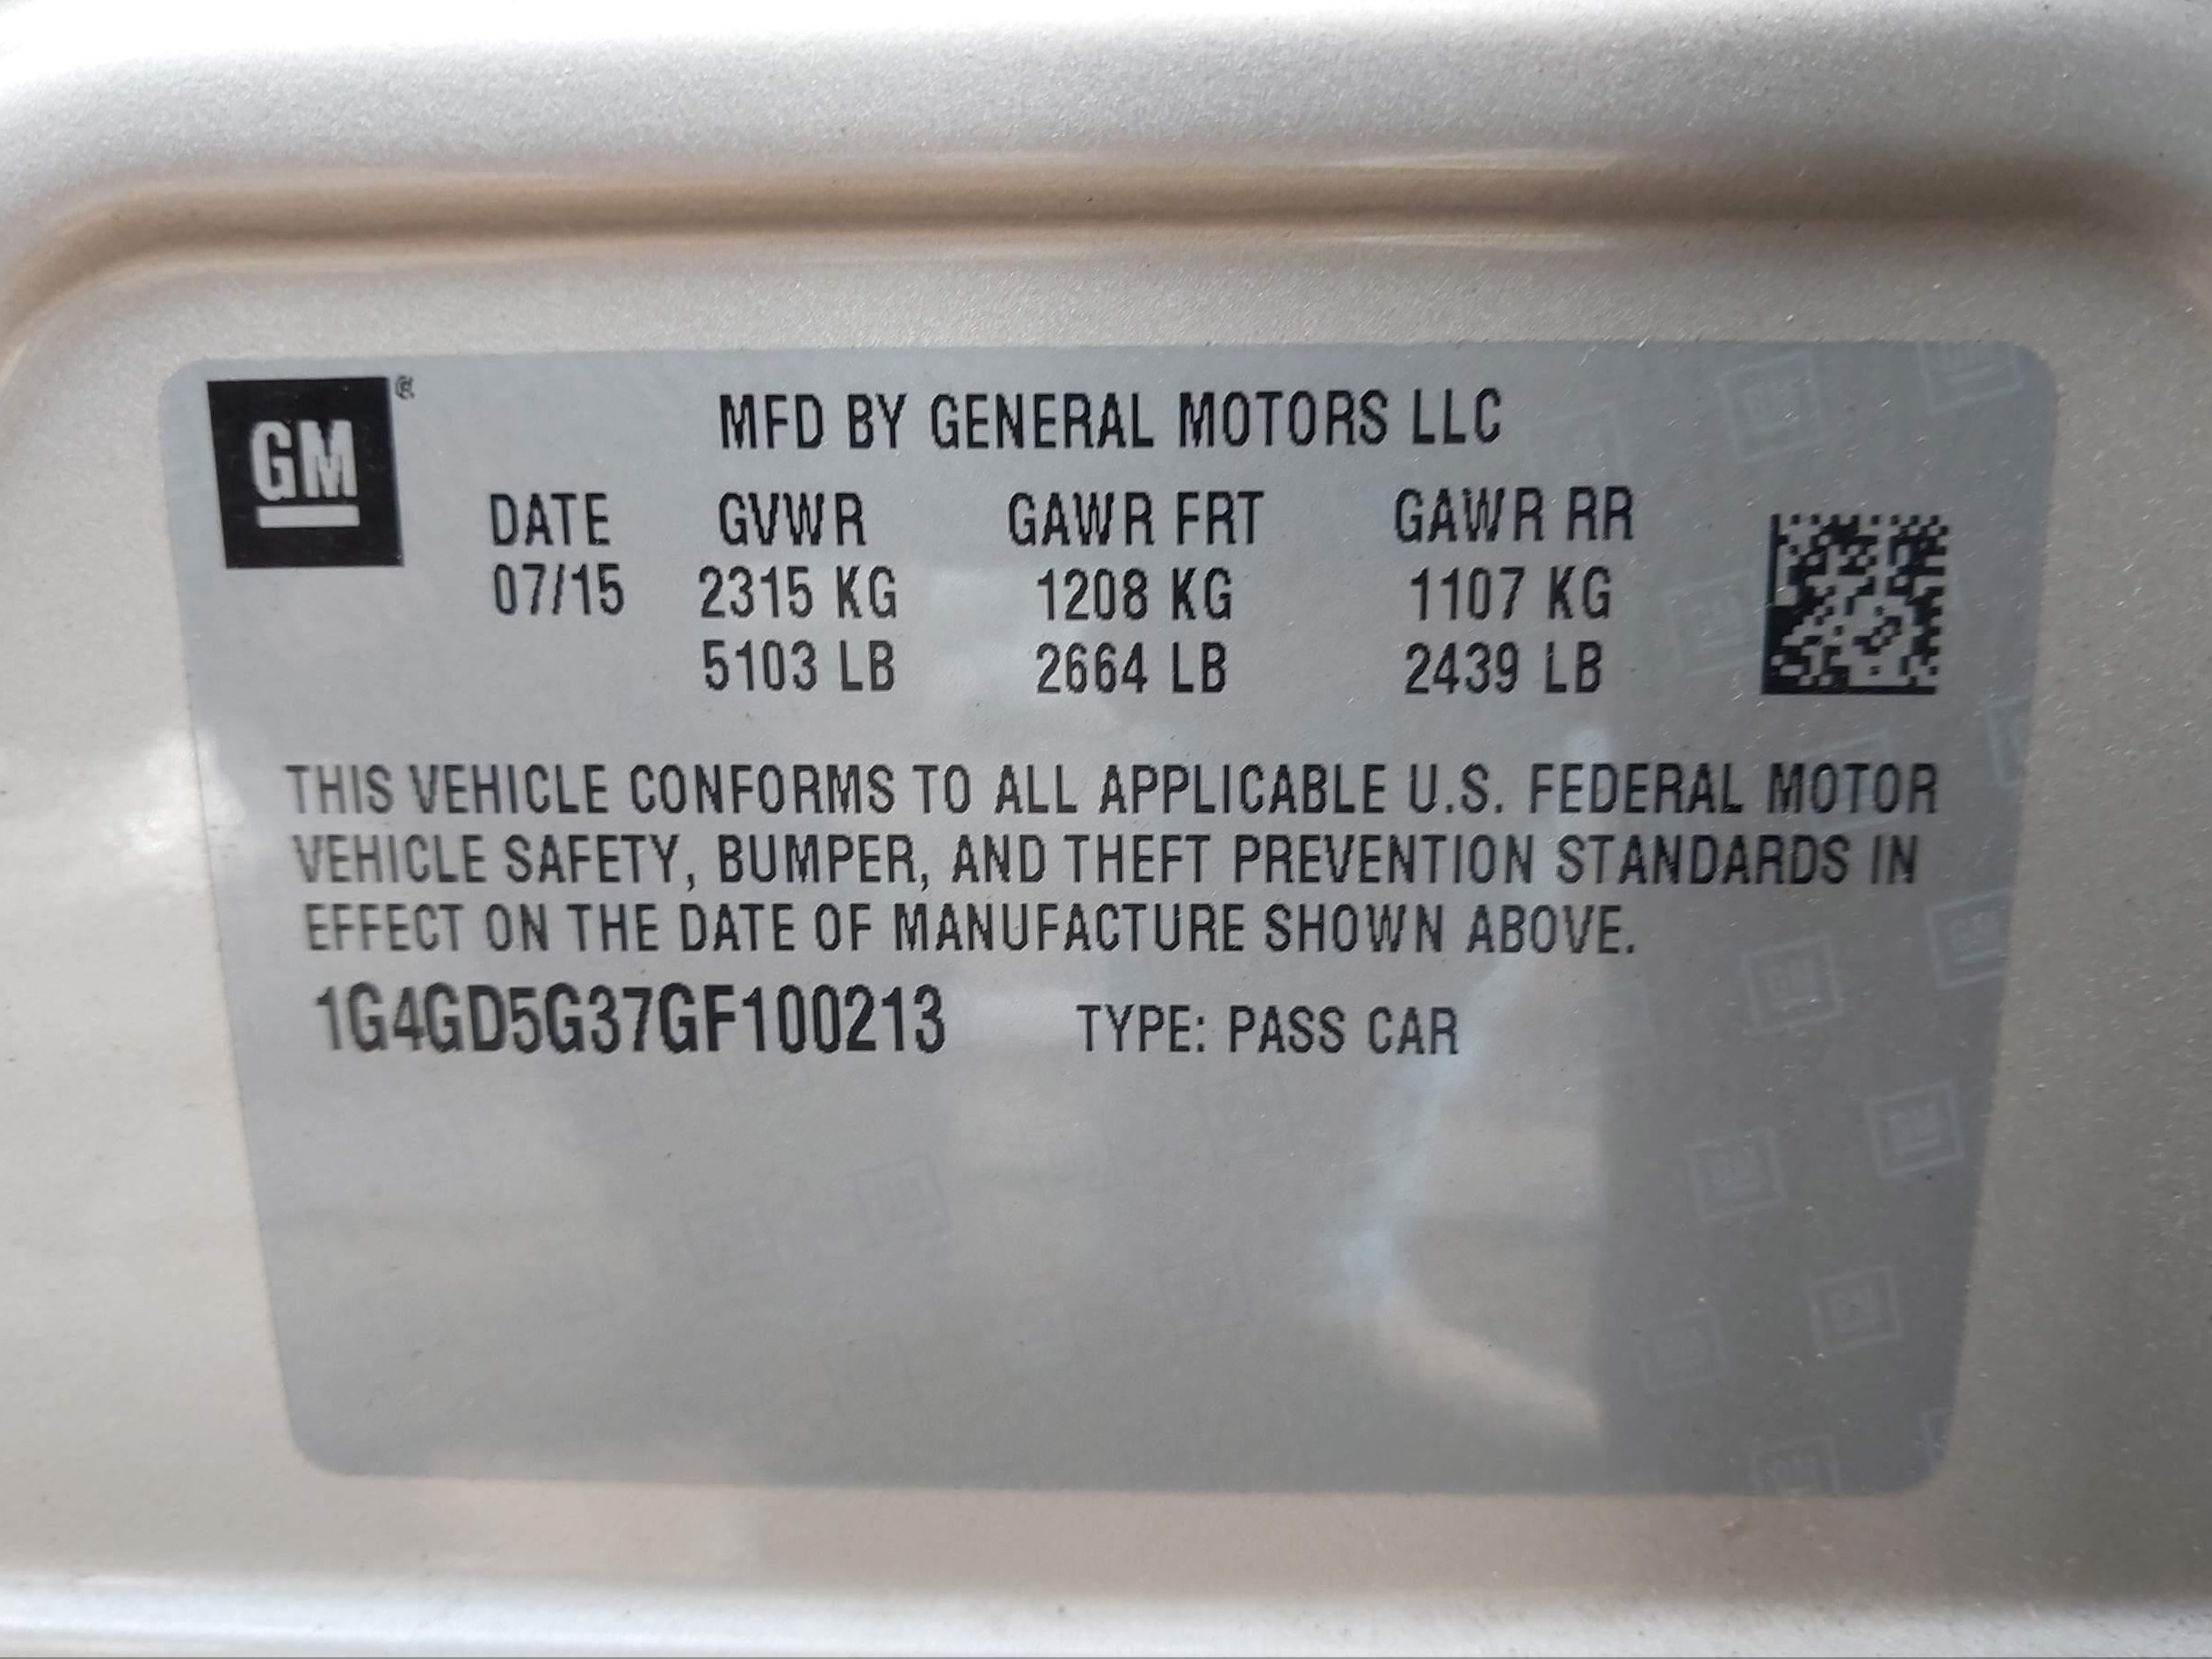 GM®
MFD BY GENERAL MOTORS LLC
DATE GVWR GAWR FRT GAWR RR
07/15 2315 KG 1208 KG 1107 KG
5103 LB 2664 LB 2439 LB
THIS VEHICLE CONFORMS TO ALL APPLICABLE U.S. FEDERAL MOTOR
VEHICLE SAFETY, BUMPER, AND THEFT PREVENTION STANDARDS IN
EFFECT ON THE DATE OF MANUFACTURE SHOWN ABOVE.
1G4GD5G37GF100213 TYPE: PASS CAR